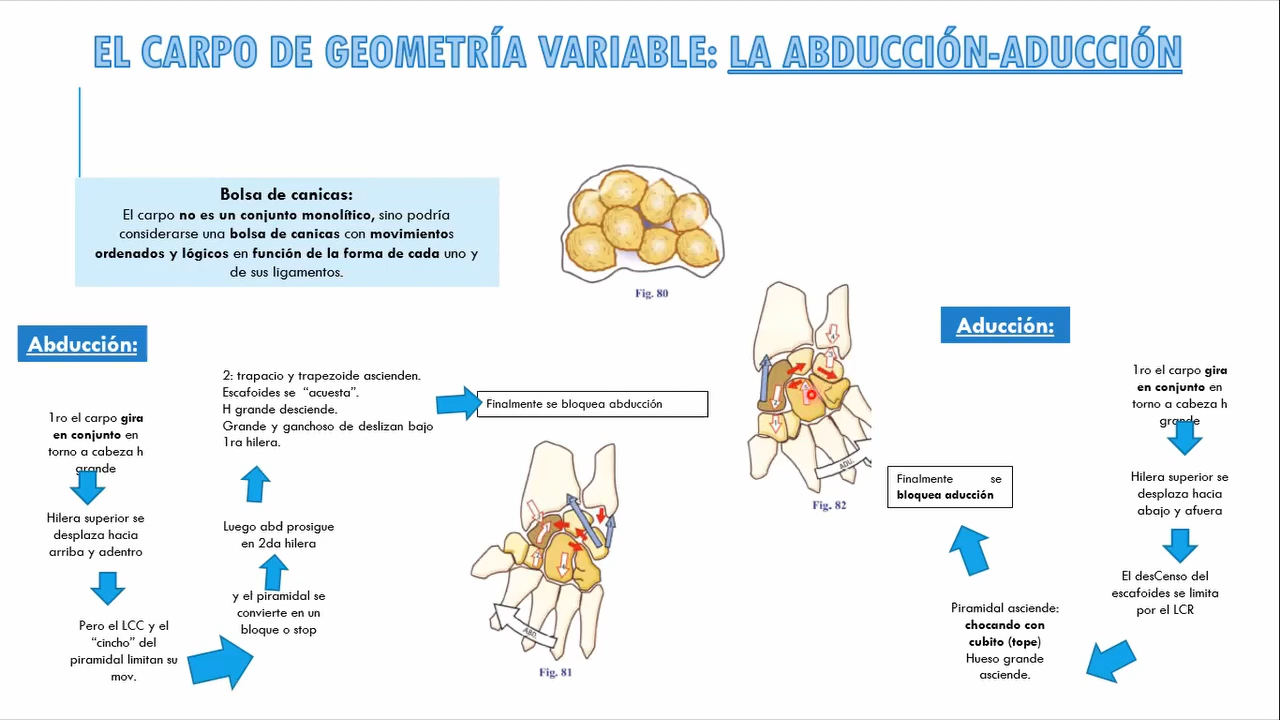 EL CARPO DE GEOMETRÍA VARIABLE: LA ABDUCCIÓN-ADUCCIÓN
Bolsa de canicas:
El carpo no es un conjunto monolítico, sino podría
considerarse una bolsa de canicas con movimientos
ordenados y lógicos en función de la forma de cada uno y
de sus ligamentos.
Fig. 80
Abducción:
1ro el carpo gira
en conjunto en
torno a cabeza h
grande
Hilera superior se
desplaza hacia
arriba y adentro
Pero el LCC y el
“cincho” del
piramidal limitan su
mov.
y el piramidal se
convierte en un
bloque o stop
Luego abd prosigue
en 2da hilera
2: trapacio y trapezoide ascienden.
Escafoides se “acuesta”.
H grande desciende.
Grande y ganchoso de deslizan bajo
1ra hilera.
Finalmente se bloquea abducción
ABD.
Fig. 81
ADU.
Fig. 82
Aducción:
1ro el carpo gira
en conjunto en
torno a cabeza h
grande
Hilera superior se
desplaza hacia
abajo y afuera
El desCenso del
escafoides se limita
por el LCR
Piramidal asciende:
chocando con
cubito (tope)
Hueso grande
asciende.
Finalmente se
bloquea aducción